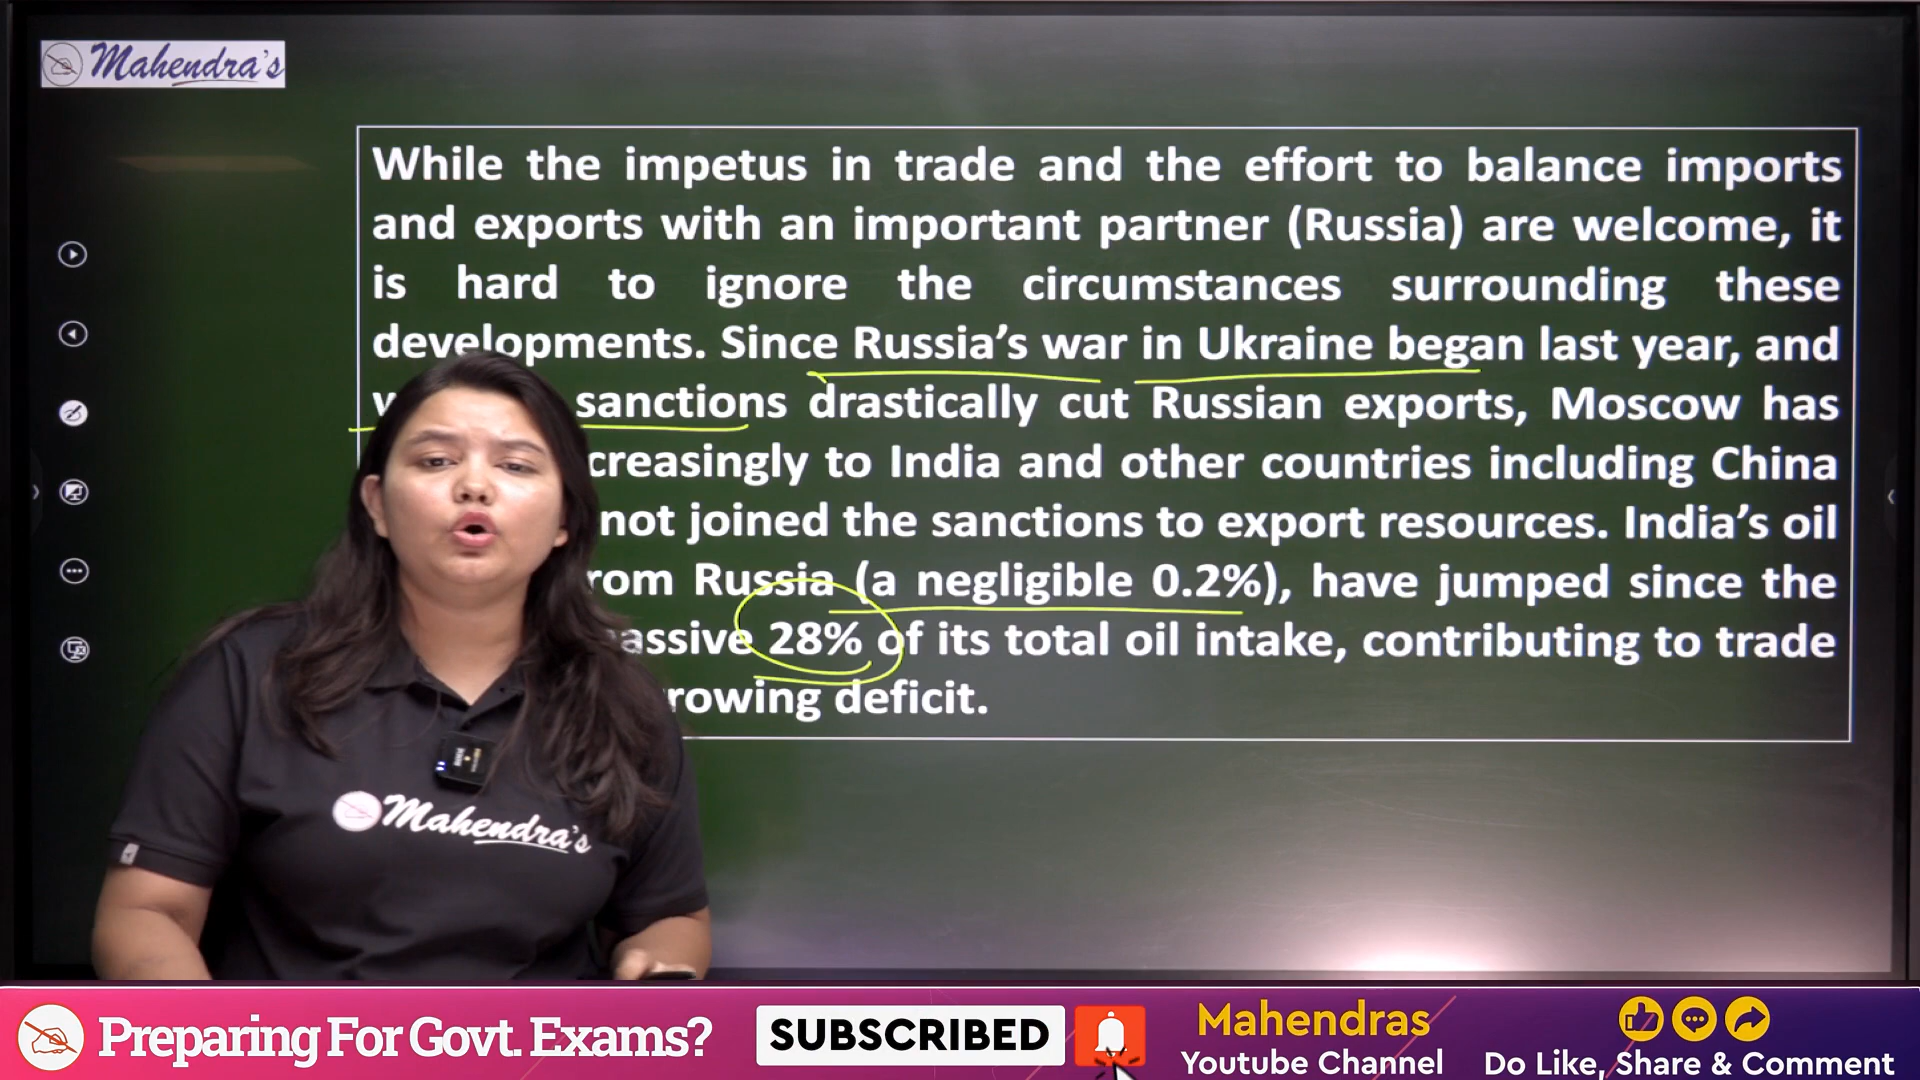 Mahendra's
While the impetus in trade and the effort to balance imports
and exports with an important partner (Russia) are welcome, it
is hard to ignore the circumstances surrounding these
developments. Since Russia's war in Ukraine began last year, and
sanctions drastically cut Russian exports, Moscow has
creasingly to India and other countries including China
not joined the sanctions to export resources. India's oil
rom Russia (a negligible 0.2%), have jumped since the
assive 28% of its total oil intake, contributing to trade
rowing deficit.
Mahendra's
Preparing For Govt. Exams?
SUBSCRIBED
Mahendras
Youtube Channel
Do Like, Share & Comment